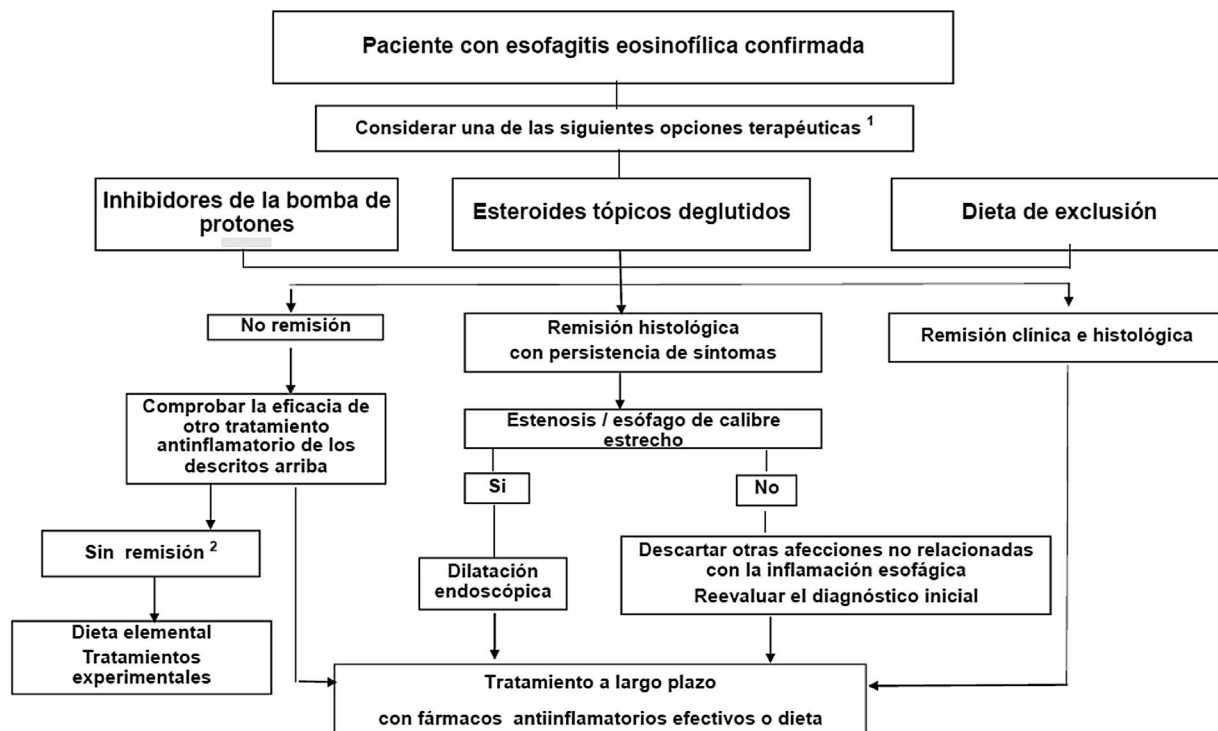 Paciente con esofagitis eosinofílica confirmada
Considerar una de las siguientes opciones terapéuticas 1
Inhibidores de la bomba de
protones
Esteroides tópicos deglutidos
Dieta de exclusión
No remisión
Remisión histológica
con persistencia de síntomas
Remisión clínica e histológica
Comprobar la eficacia de
otro tratamiento
antinflamatorio de los
descritos arriba
Estenosis / esófago de calibre
estrecho
Si
No
Sin remisión 2
Dilatación
endoscópica
Descartar otras afecciones no relacionadas
con la inflamación esofágica
Reevaluar el diagnóstico inicial
Dieta elemental
Tratamientos
experimentales
Tratamiento a largo plazo
con fármacos antiinflamatorios efectivos o dieta